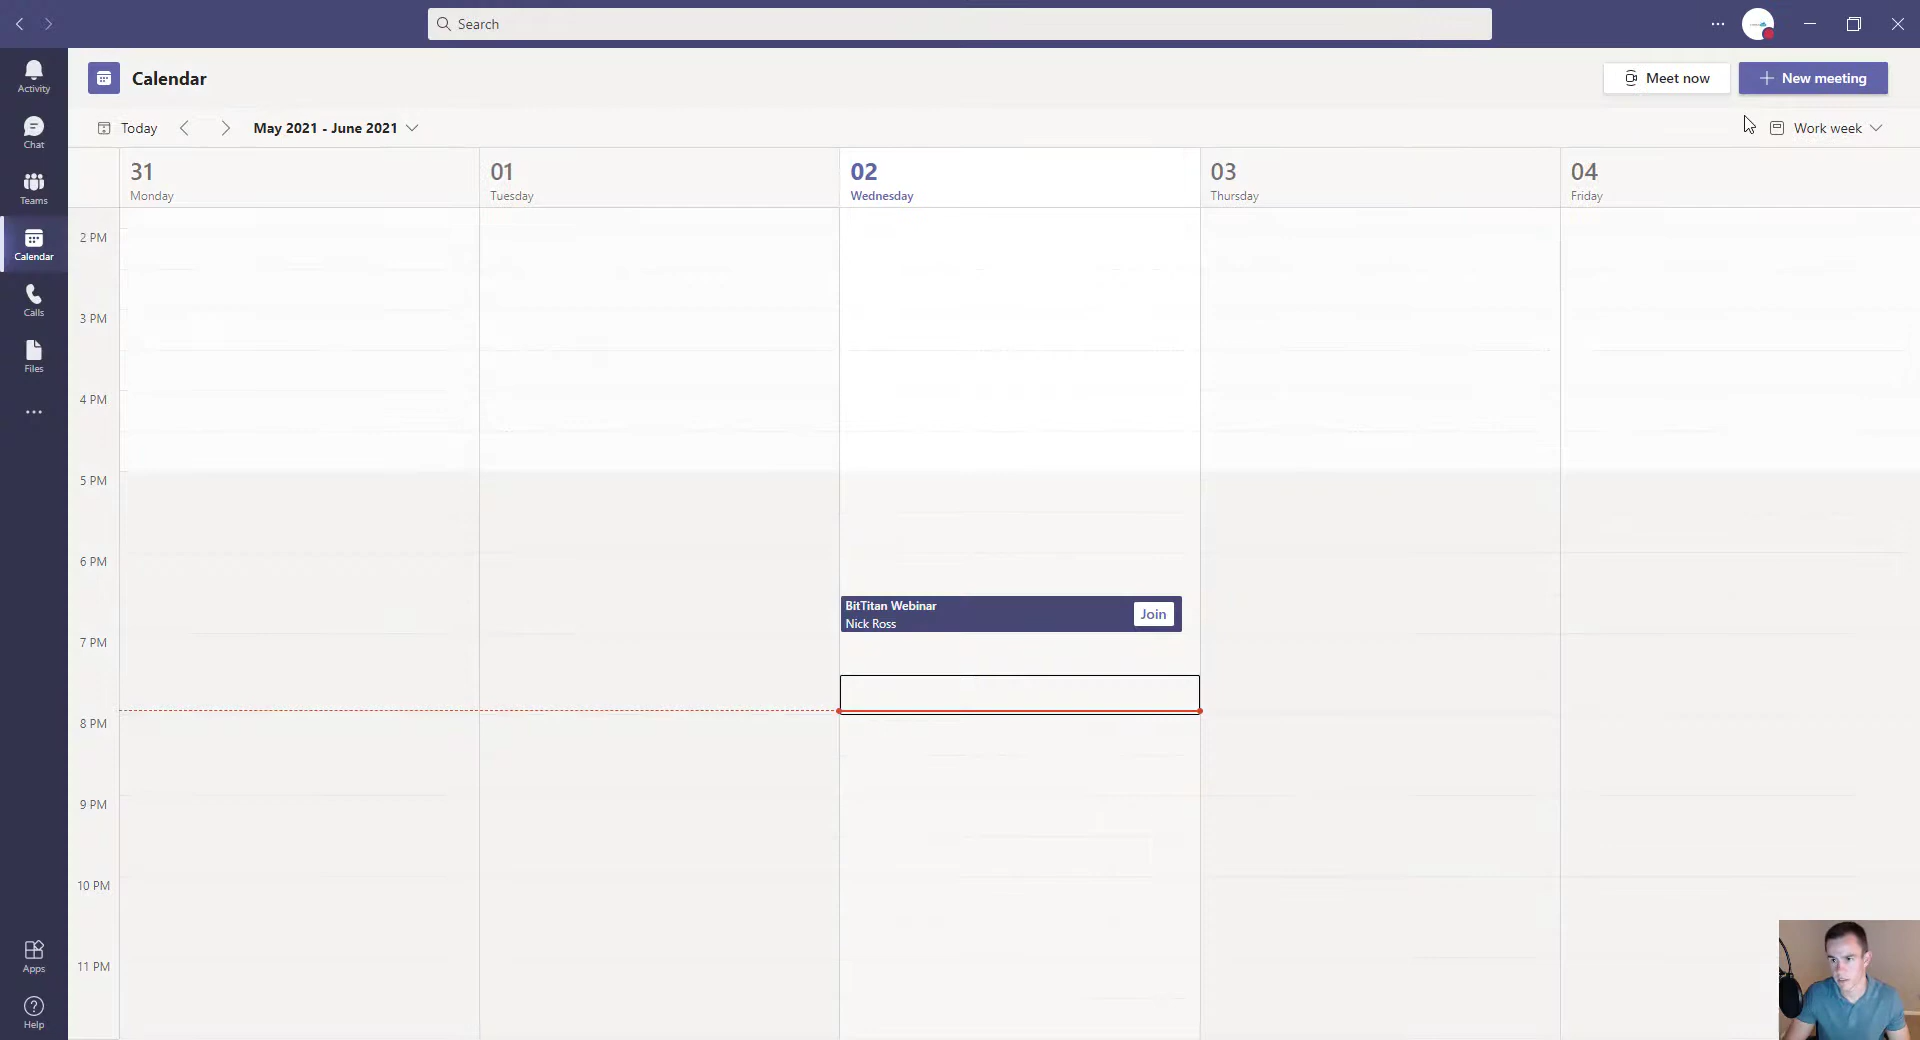 Search
Activity
Chat
Teams
Calendar
Calls
Files
Apps
Help
Calendar
Meet now
New meeting
Today
May 2021 - June 2021
Work week
31
Monday
01
Tuesday
02
Wednesday
03
Thursday
04
Friday
2 PM
3 PM
4 PM
5 PM
6 PM
BitTitan Webinar
Nick Ross
Join
7 PM
8 PM
9 PM
10 PM
11 PM